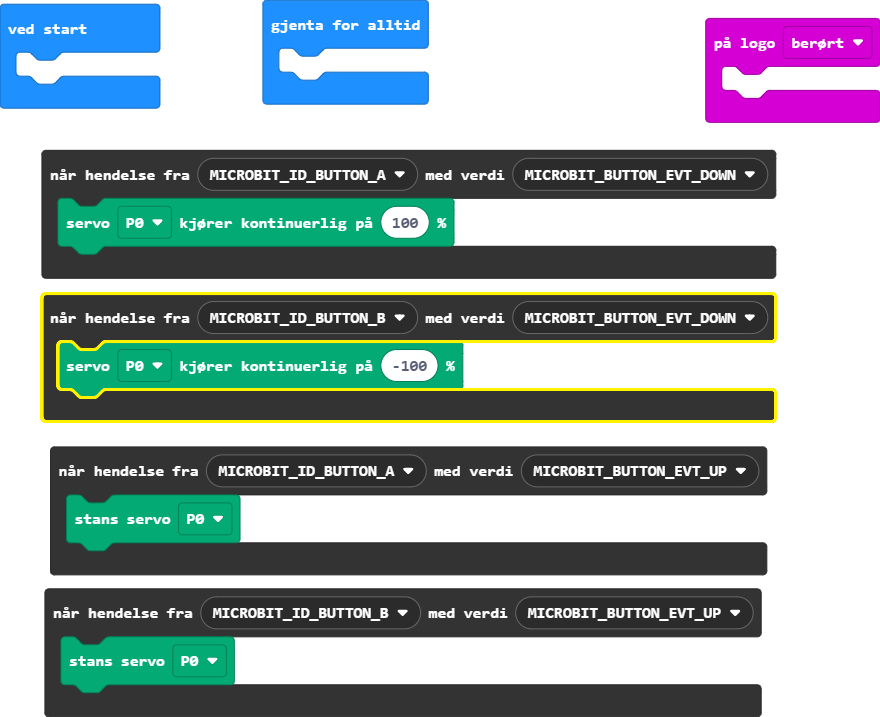 ved start
gjenta for alltid
på logo berørt
når hendelse fra MICROBIT_ID_BUTTON_A med verdi MICROBIT_BUTTON_EVT_DOWN
servo P0 kjører kontinuerlig på 100 %
når hendelse fra MICROBIT_ID_BUTTON_B med verdi MICROBIT_BUTTON_EVT_DOWN
servo P0 kjører kontinuerlig på -100 %
når hendelse fra MICROBIT_ID_BUTTON_A med verdi MICROBIT_BUTTON_EVT_UP
stans servo P0
når hendelse fra MICROBIT_ID_BUTTON_B med verdi MICROBIT_BUTTON_EVT_UP
stans servo P0